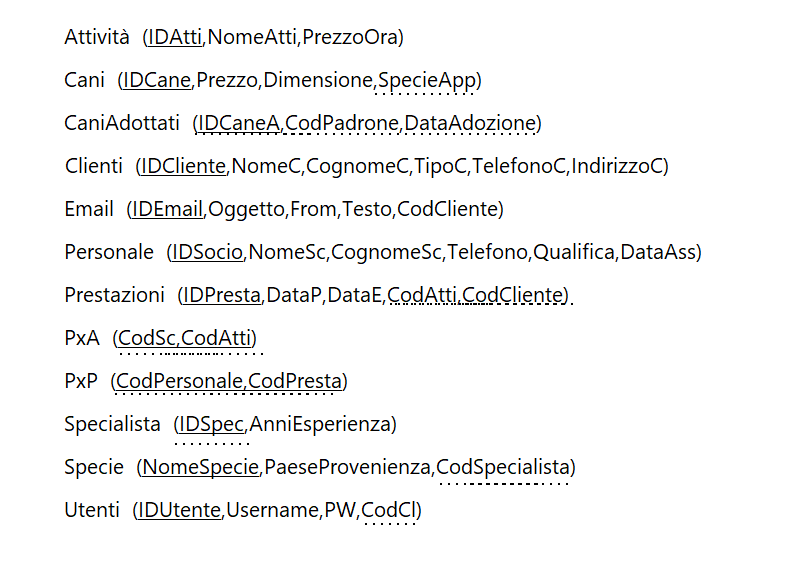 Attività (IDAtti,NomeAtti,PrezzoOra)
Cani (IDCane,Prezzo,Dimensione,SpecieApp)
CaniAdottati (IDCaneA,CodPadrone,DataAdozione)
Clienti (IDCliente,NomeC,CognomeC,TipoC,TelefonoC,IndirizzoC)
Email (IDEmail,Oggetto,From,Testo,CodCliente)
Personale (IDSocio,NomeSc,CognomeSc,Telefono,Qualifica,DataAss)
Prestazioni (IDPresta,DataP,DataE,CodAtti,CodCliente)
PxA (CodSc,CodAtti)
PxP (CodPersonale,CodPresta)
Specialista (IDSpec,AnniEsperienza)
Specie (NomeSpecie,PaeseProvenienza,CodSpecialista)
Utenti (IDUtente,Username,PW,CodCl)